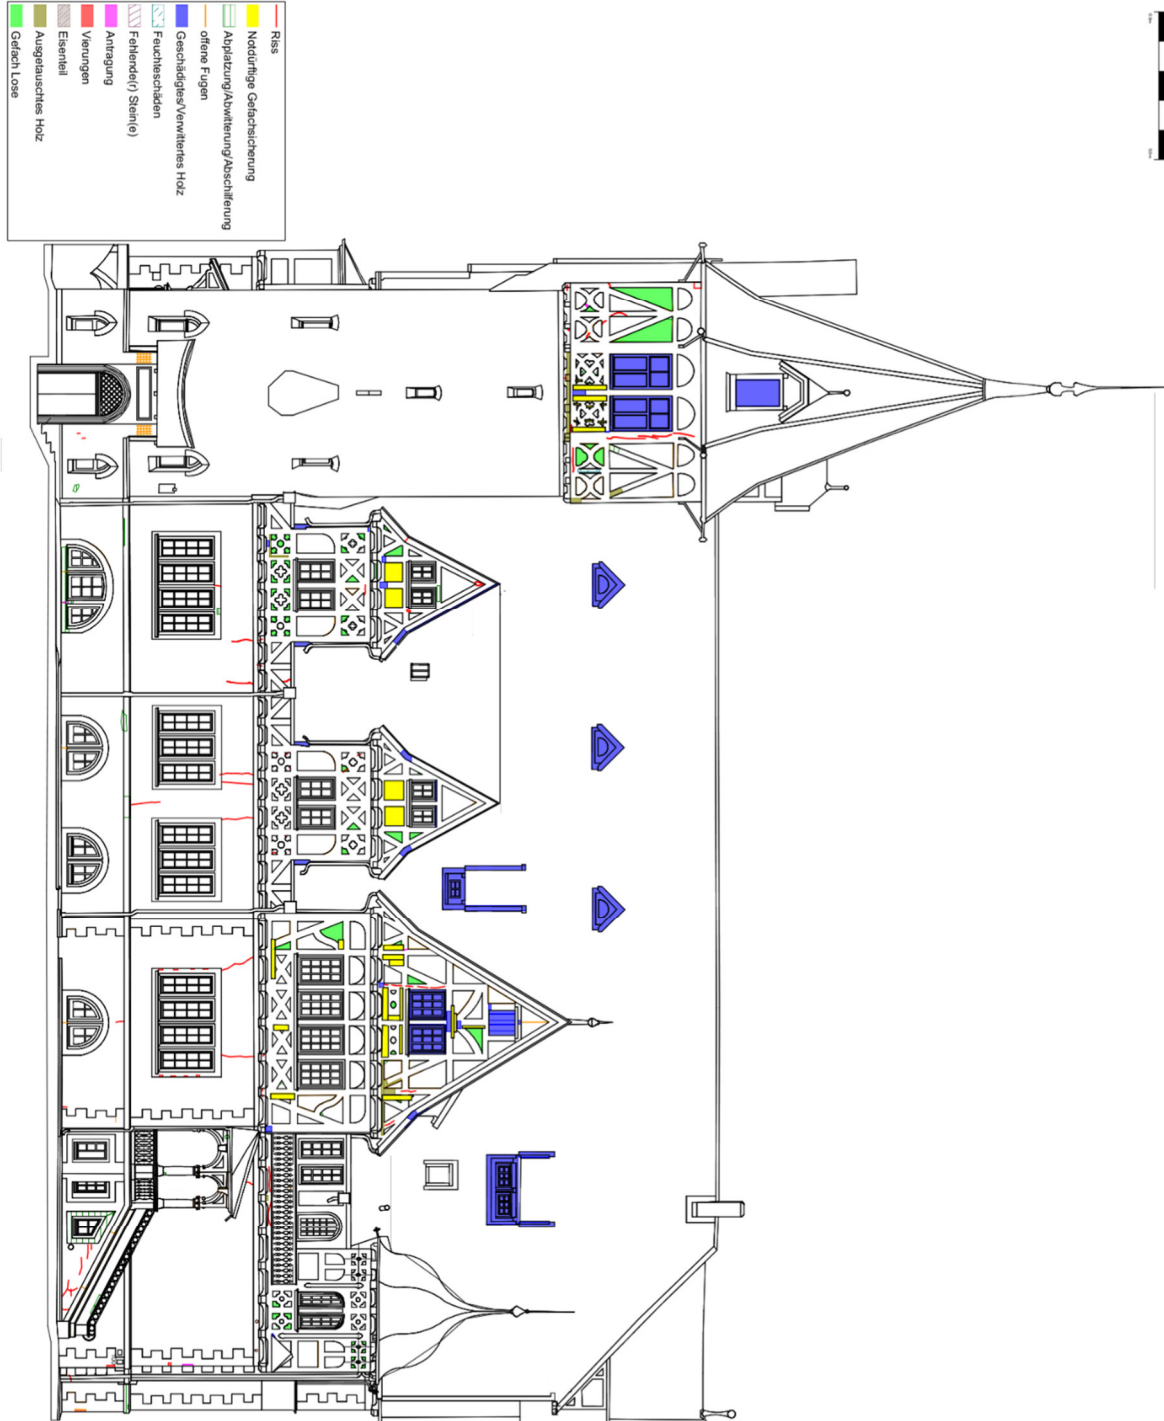 Riss
Notdürftige Gefachsicherung
Abplatzung/Abwitterung/Abschilferung
offene Fugen
Geschädigtes/Verwittertes Holz
Feuchteschäden
Fehlende(r) Stein(e)
Antragung
Vierungen
Eisenteil
Ausgetauschtes Holz
Gefach Lose